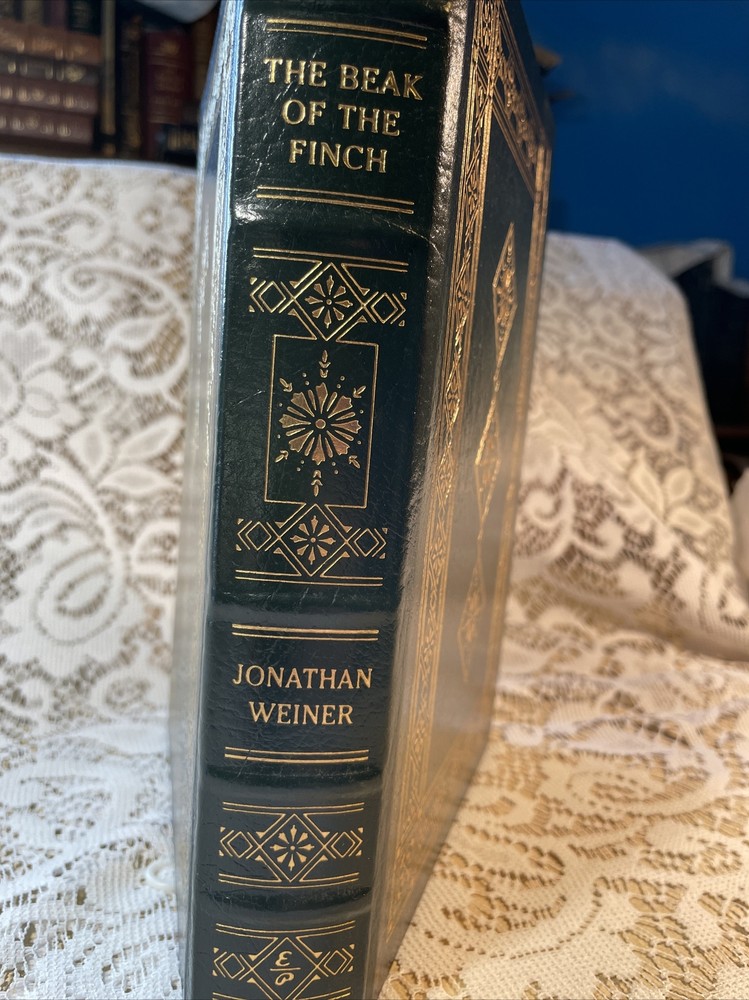 THE BEAK
OF THE
FINCH
JONATHAN
WEINER
E
P